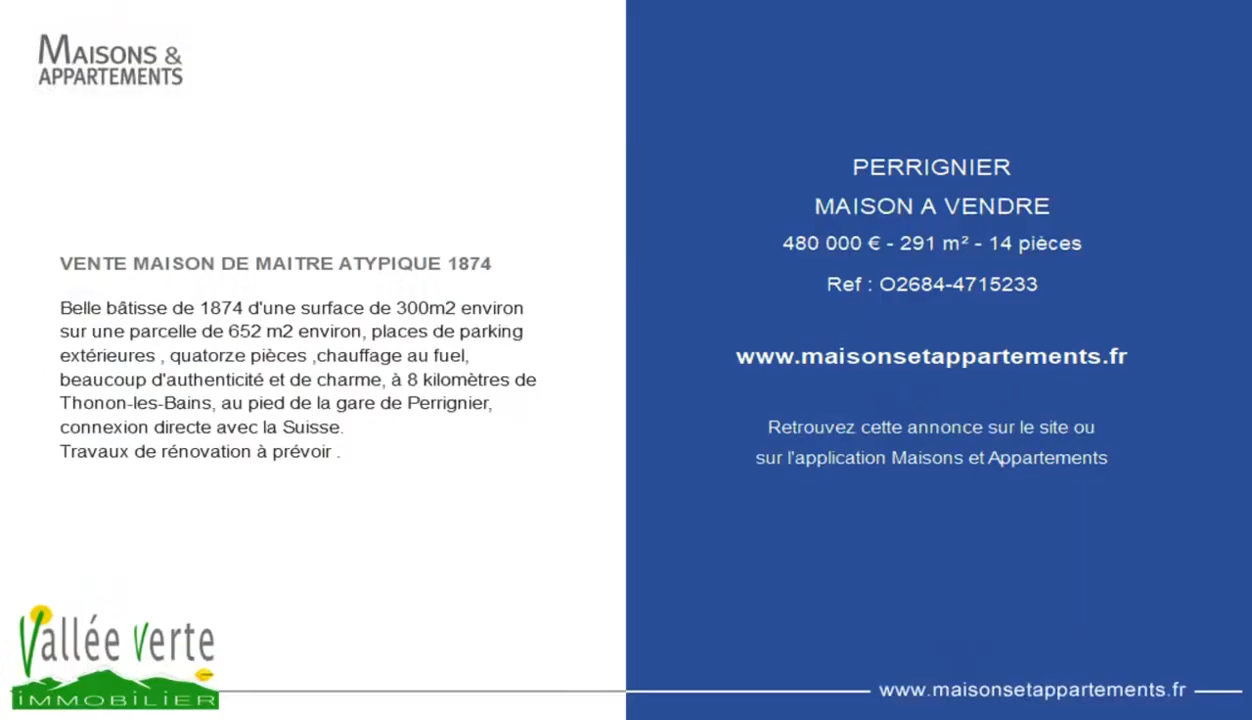 MAISONS &
APPARTEMENTS
VENTE MAISON DE MAITRE ATYPIQUE 1874
Belle bâtisse de 1874 d'une surface de 300m2 environ
sur une parcelle de 652 m2 environ, places de parking
extérieures , quatorze pièces ,chauffage au fuel,
beaucoup d'authenticité et de charme, à 8 kilomètres de
Thonon-les-Bains, au pied de la gare de Perrignier,
connexion directe avec la Suisse.
Travaux de rénovation à prévoir .
Vallée Verte
IMMOBILIER
PERRIGNIER
MAISON A VENDRE
480 000 € - 291 m² - 14 pièces
Ref : O2684-4715233
www.maisonsetappartements.fr
Retrouvez cette annonce sur le site ou
sur l'application Maisons et Appartements
www.maisonsetappartements.fr